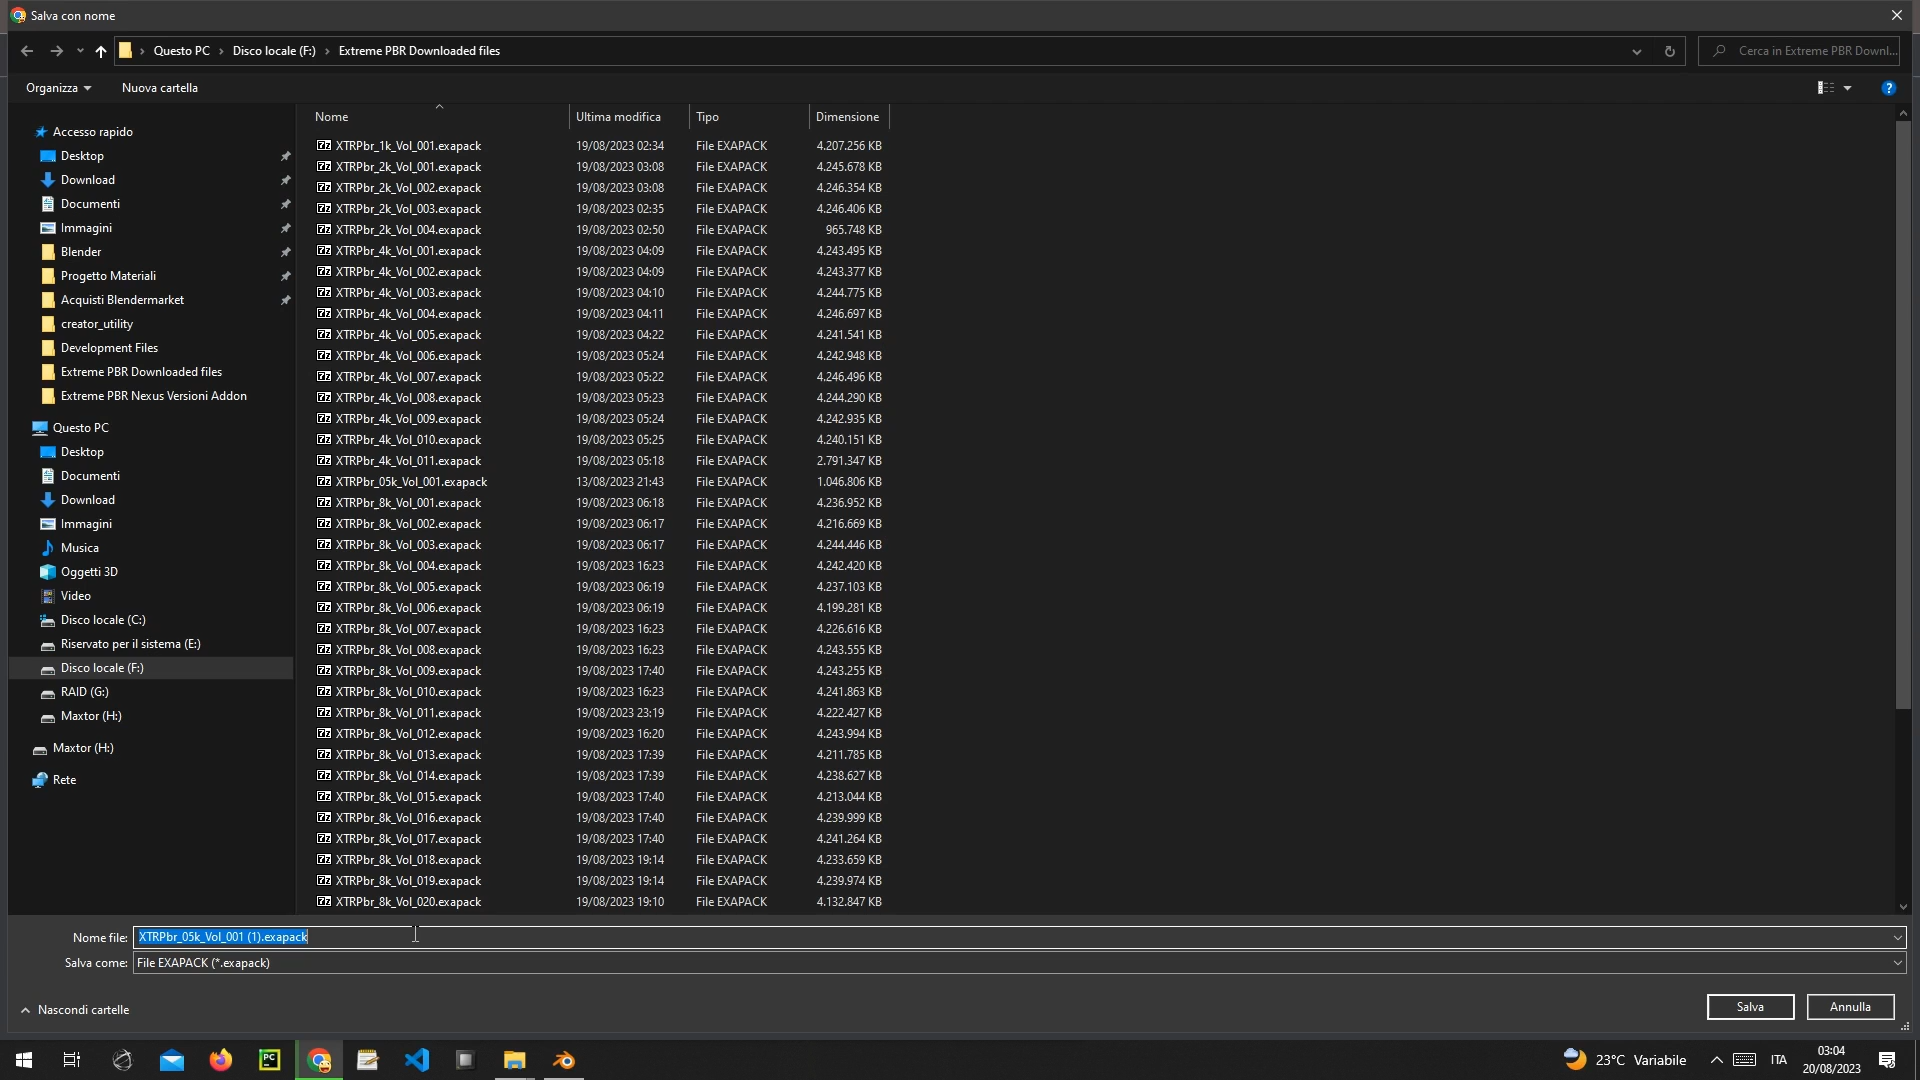 Salva con nome
Questo PC > Disco locale (F:) > Extreme PBR Downloaded files
Cerca in Extreme PBR Downl...
Organizza
Nuova cartella
Accesso rapido
Desktop
Download
Documenti
Immagini
Blender
Progetto Materiali
Acquisti Blendermarket
creator_utility
Development Files
Extreme PBR Downloaded files
Extreme PBR Nexus Versioni Addon
Questo PC
Desktop
Documenti
Download
Immagini
Musica
Oggetti 3D
Video
Disco locale (C:)
Riservato per il sistema (E:)
Disco locale (F:)
RAID (G:)
Maxtor (H:)
Maxtor (H:)
Rete
Nome Ultima modifica Tipo Dimensione
XTRPbr_1k_Vol_001.exapack 19/08/2023 02:34 File EXAPACK 4.207.256 KB
XTRPbr_2k_Vol_001.exapack 19/08/2023 03:08 File EXAPACK 4.245.678 KB
XTRPbr_2k_Vol_002.exapack 19/08/2023 03:08 File EXAPACK 4.246.354 KB
XTRPbr_2k_Vol_003.exapack 19/08/2023 02:35 File EXAPACK 4.246.406 KB
XTRPbr_2k_Vol_004.exapack 19/08/2023 02:50 File EXAPACK 965.748 KB
XTRPbr_4k_Vol_001.exapack 19/08/2023 04:09 File EXAPACK 4.243.495 KB
XTRPbr_4k_Vol_002.exapack 19/08/2023 04:09 File EXAPACK 4.243.377 KB
XTRPbr_4k_Vol_003.exapack 19/08/2023 04:10 File EXAPACK 4.244.775 KB
XTRPbr_4k_Vol_004.exapack 19/08/2023 04:11 File EXAPACK 4.246.697 KB
XTRPbr_4k_Vol_005.exapack 19/08/2023 04:22 File EXAPACK 4.241.541 KB
XTRPbr_4k_Vol_006.exapack 19/08/2023 05:24 File EXAPACK 4.242.948 KB
XTRPbr_4k_Vol_007.exapack 19/08/2023 05:22 File EXAPACK 4.246.496 KB
XTRPbr_4k_Vol_008.exapack 19/08/2023 05:23 File EXAPACK 4.244.290 KB
XTRPbr_4k_Vol_009.exapack 19/08/2023 05:24 File EXAPACK 4.242.935 KB
XTRPbr_4k_Vol_010.exapack 19/08/2023 05:25 File EXAPACK 4.240.151 KB
XTRPbr_4k_Vol_011.exapack 19/08/2023 05:18 File EXAPACK 2.791.347 KB
XTRPbr_05k_Vol_001.exapack 13/08/2023 21:43 File EXAPACK 1.046.806 KB
XTRPbr_8k_Vol_001.exapack 19/08/2023 06:18 File EXAPACK 4.236.952 KB
XTRPbr_8k_Vol_002.exapack 19/08/2023 06:17 File EXAPACK 4.216.669 KB
XTRPbr_8k_Vol_003.exapack 19/08/2023 06:17 File EXAPACK 4.244.446 KB
XTRPbr_8k_Vol_004.exapack 19/08/2023 16:23 File EXAPACK 4.242.420 KB
XTRPbr_8k_Vol_005.exapack 19/08/2023 06:19 File EXAPACK 4.237.103 KB
XTRPbr_8k_Vol_006.exapack 19/08/2023 06:19 File EXAPACK 4.199.281 KB
XTRPbr_8k_Vol_007.exapack 19/08/2023 16:23 File EXAPACK 4.226.616 KB
XTRPbr_8k_Vol_008.exapack 19/08/2023 16:23 File EXAPACK 4.243.555 KB
XTRPbr_8k_Vol_009.exapack 19/08/2023 17:40 File EXAPACK 4.243.255 KB
XTRPbr_8k_Vol_010.exapack 19/08/2023 16:23 File EXAPACK 4.241.863 KB
XTRPbr_8k_Vol_011.exapack 19/08/2023 23:19 File EXAPACK 4.222.427 KB
XTRPbr_8k_Vol_012.exapack 19/08/2023 16:20 File EXAPACK 4.243.994 KB
XTRPbr_8k_Vol_013.exapack 19/08/2023 17:39 File EXAPACK 4.211.785 KB
XTRPbr_8k_Vol_014.exapack 19/08/2023 17:39 File EXAPACK 4.238.627 KB
XTRPbr_8k_Vol_015.exapack 19/08/2023 17:40 File EXAPACK 4.213.044 KB
XTRPbr_8k_Vol_016.exapack 19/08/2023 17:40 File EXAPACK 4.239.999 KB
XTRPbr_8k_Vol_017.exapack 19/08/2023 17:40 File EXAPACK 4.241.264 KB
XTRPbr_8k_Vol_018.exapack 19/08/2023 19:14 File EXAPACK 4.233.659 KB
XTRPbr_8k_Vol_019.exapack 19/08/2023 19:14 File EXAPACK 4.239.974 KB
XTRPbr_8k_Vol_020.exapack 19/08/2023 19:10 File EXAPACK 4.132.847 KB
Nome file: XTRPbr_05k_Vol_001 (1).exapack
Salva come: File EXAPACK (*.exapack)
Nascondi cartelle
Salva
Annulla
23°C Variabile
ITA
03:04
20/08/2023